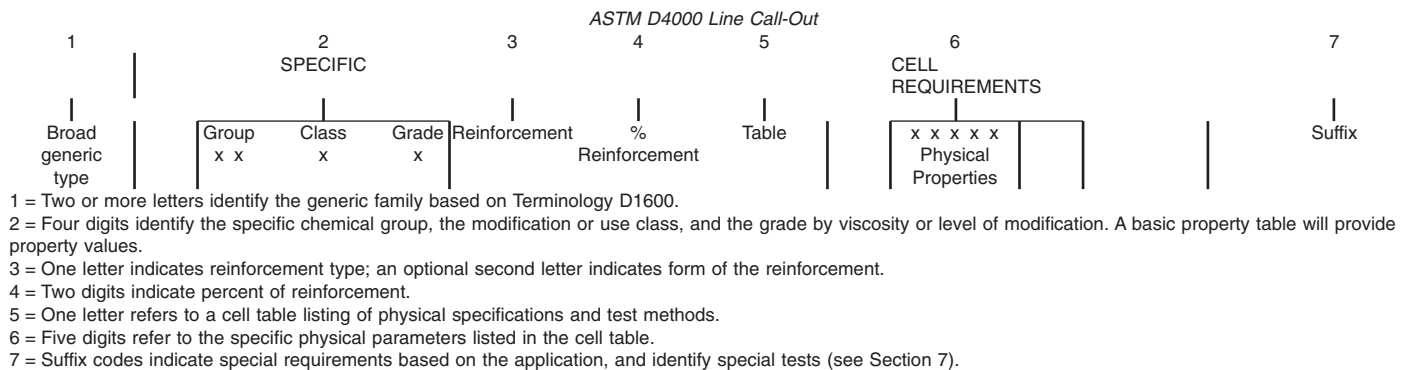 ASTM D4000 Line Call-Out
1 2 3 4 5 6 7
SPECIFIC CELL
REQUIREMENTS
Broad Group Class Grade Reinforcement % Table x x x x x Suffix
generic x x x x Reinforcement Physical
type Properties
1 = Two or more letters identify the generic family based on Terminology D1600.
2 = Four digits identify the specific chemical group, the modification or use class, and the grade by viscosity or level of modification. A basic property table will provide
property values.
3 = One letter indicates reinforcement type; an optional second letter indicates form of the reinforcement.
4 = Two digits indicate percent of reinforcement.
5 = One letter refers to a cell table listing of physical specifications and test methods.
6 = Five digits refer to the specific physical parameters listed in the cell table.
7 = Suffix codes indicate special requirements based on the application, and identify special tests (see Section 7).